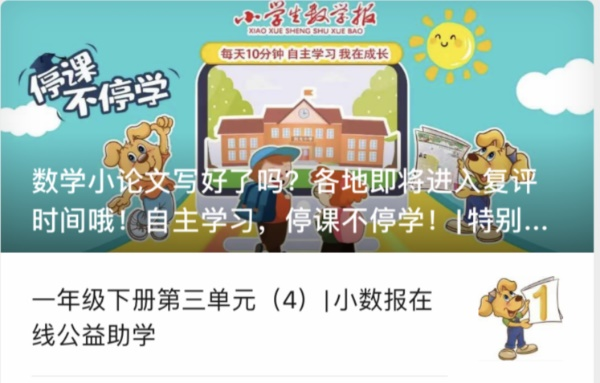 小学生数学报
XIAO XUE SHENG SHU XUE BAO
每天10分钟 自主学习 我在成长
停课
不停学
数学小论文写好了吗？各地即将进入复评
时间哦！自主学习，停课不停学！|特别...
一年级下册第三单元（4）|小数报在
线公益助学
1